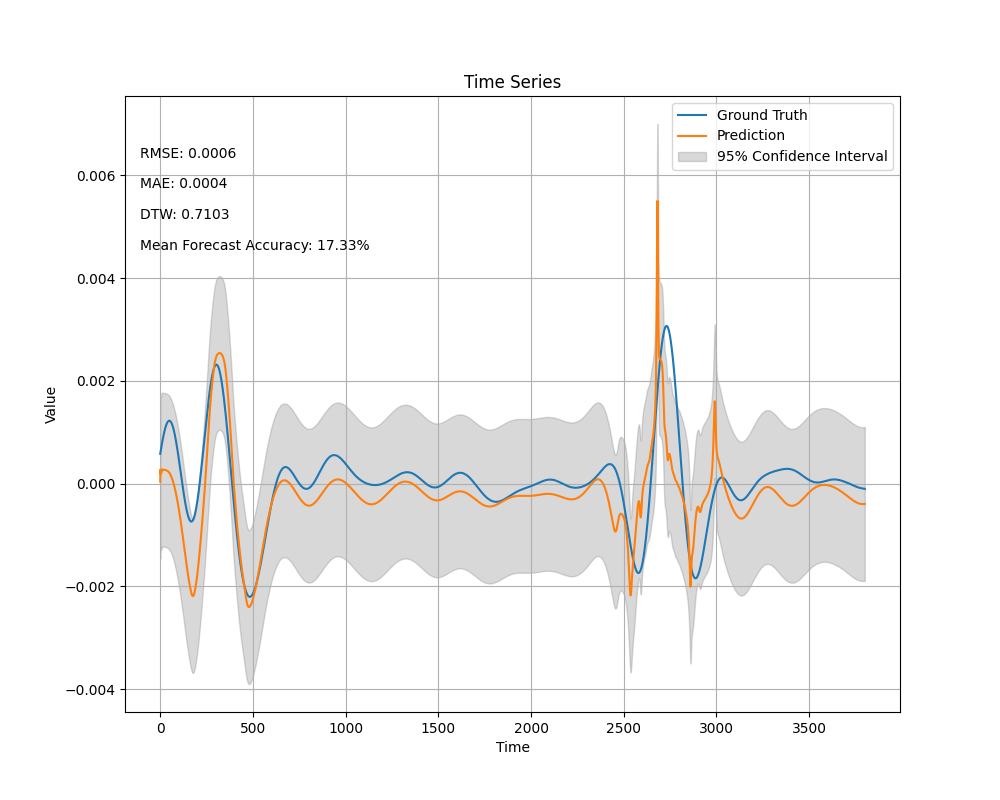 Time Series
Ground Truth
Prediction
95% Confidence Interval
RMSE: 0.0006
MAE: 0.0004
DTW: 0.7103
Mean Forecast Accuracy: 17.33%
0.006
0.004
0.002
0.000
−0.002
−0.004
Value
0 500 1000 1500 2000 2500 3000 3500
Time